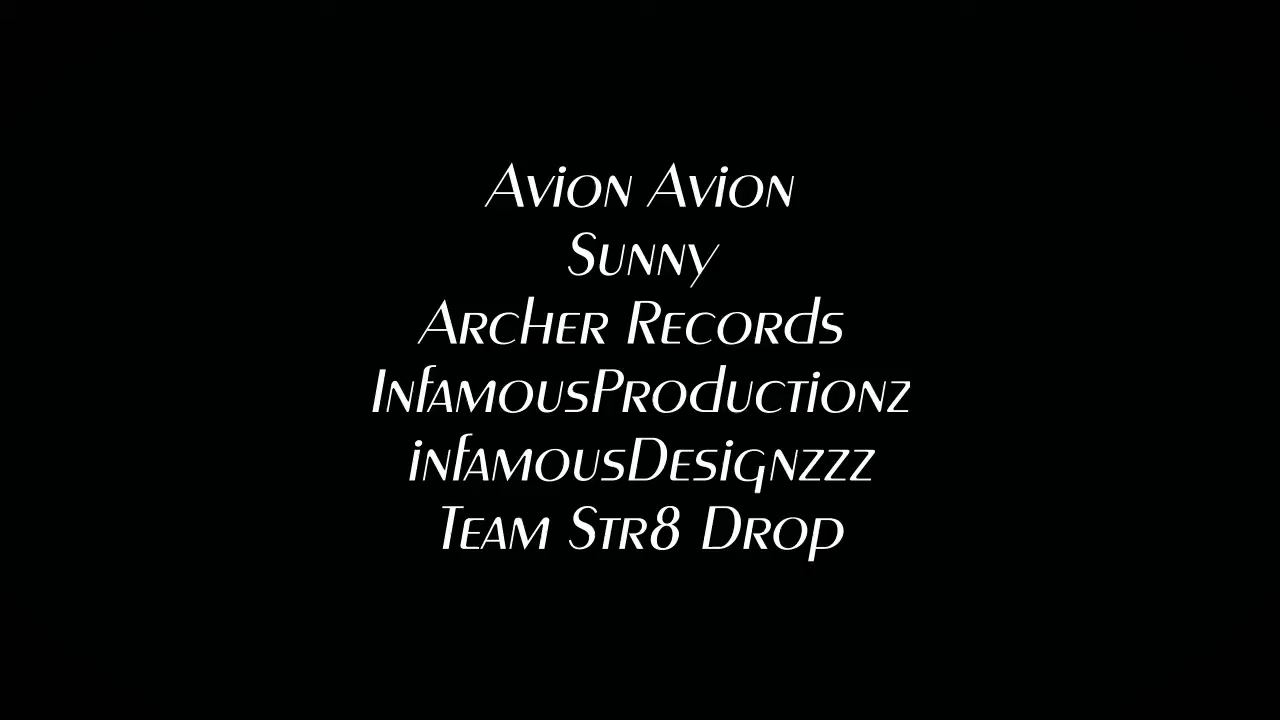 Avion Avion
Sunny
Archer Records
InfamousProductionz
infamousDesignzzz
Team Str8 Drop